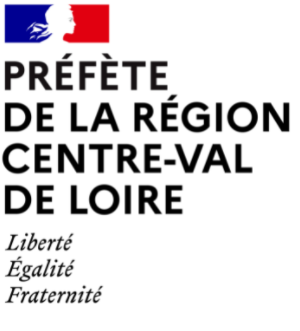 PRÉFÈTE
DE LA RÉGION
CENTRE-VAL
DE LOIRE
Liberté
Égalité
Fraternité